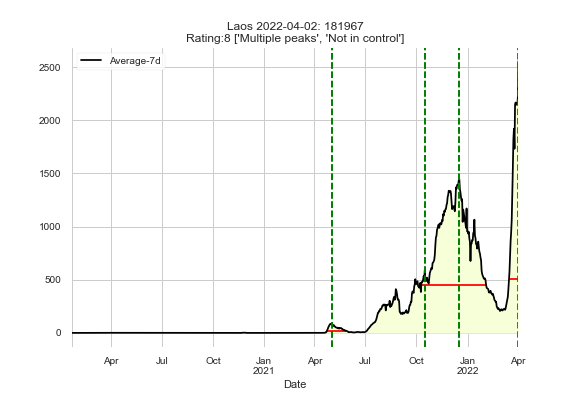 Laos 2022-04-02: 181967
Rating:8 ['Multiple peaks', 'Not in control']
Average-7d
2500
2000
1500
1000
500
0
Apr Jul Oct Jan Apr Jul Oct Jan Apr
2021 2022
Date